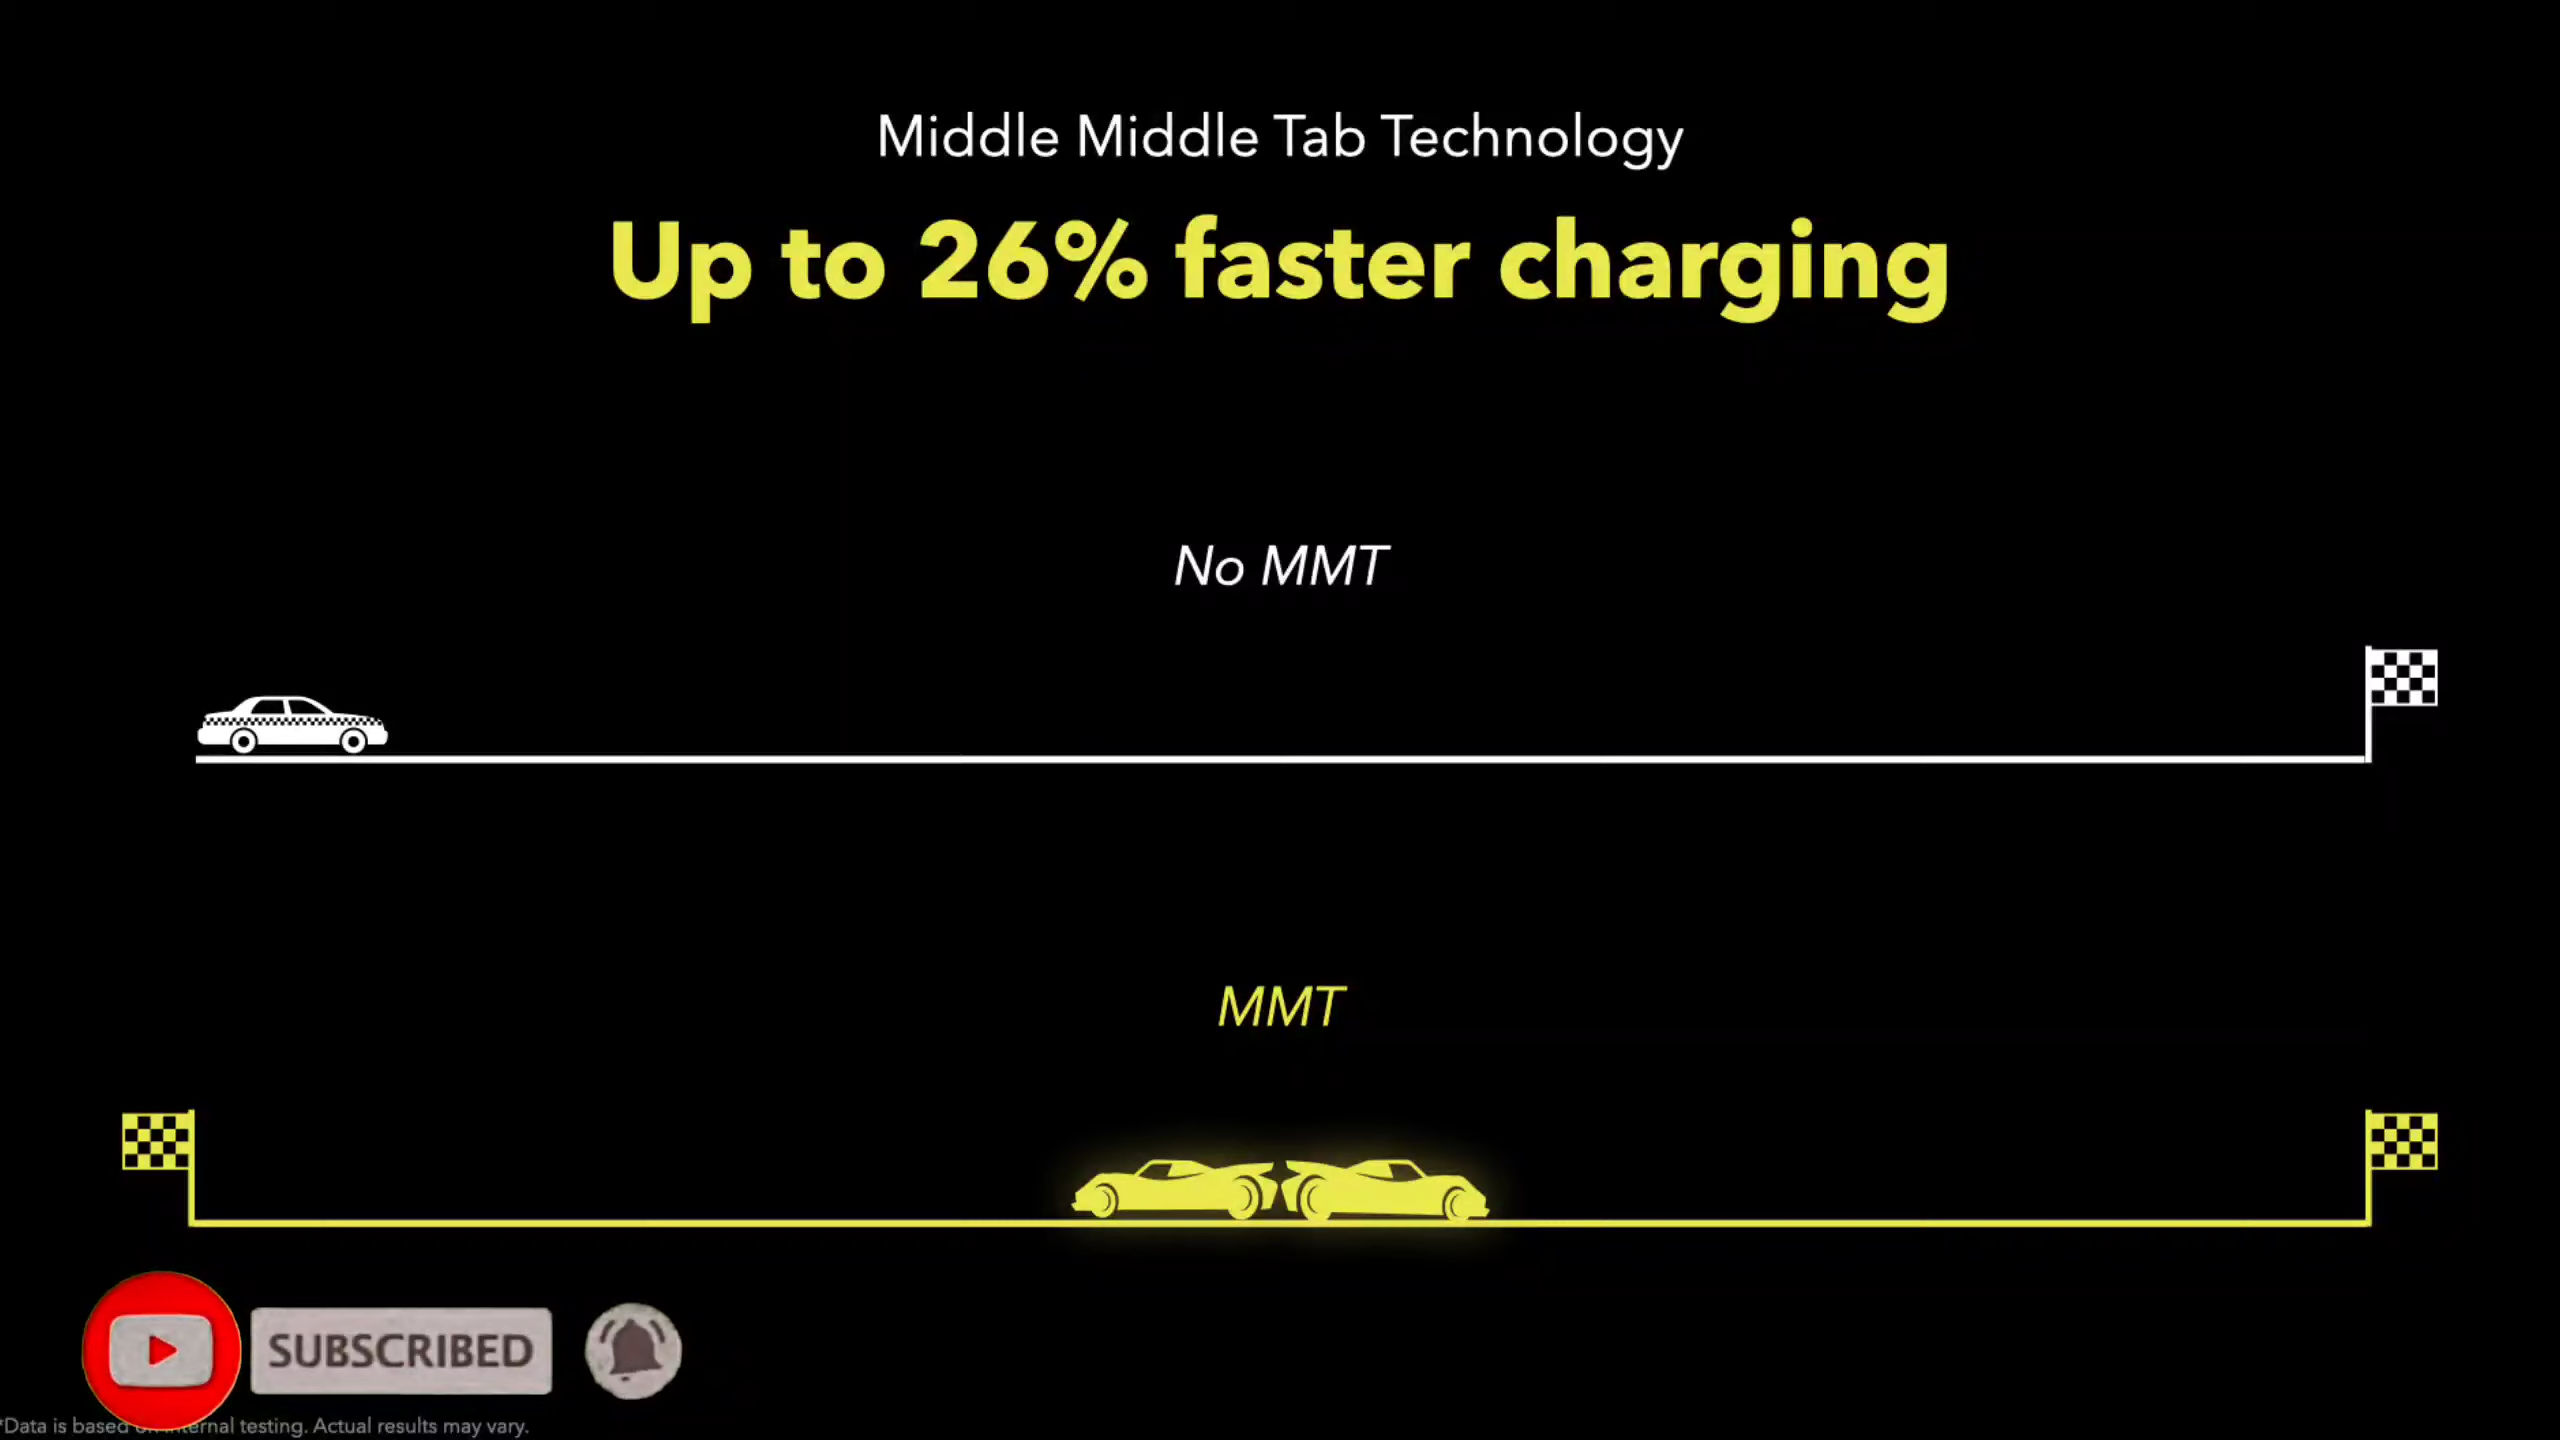 Middle Middle Tab Technology
Up to 26% faster charging
No MMT
MMT
SUBSCRIBED
*Data is based testing. Actual results may vary.